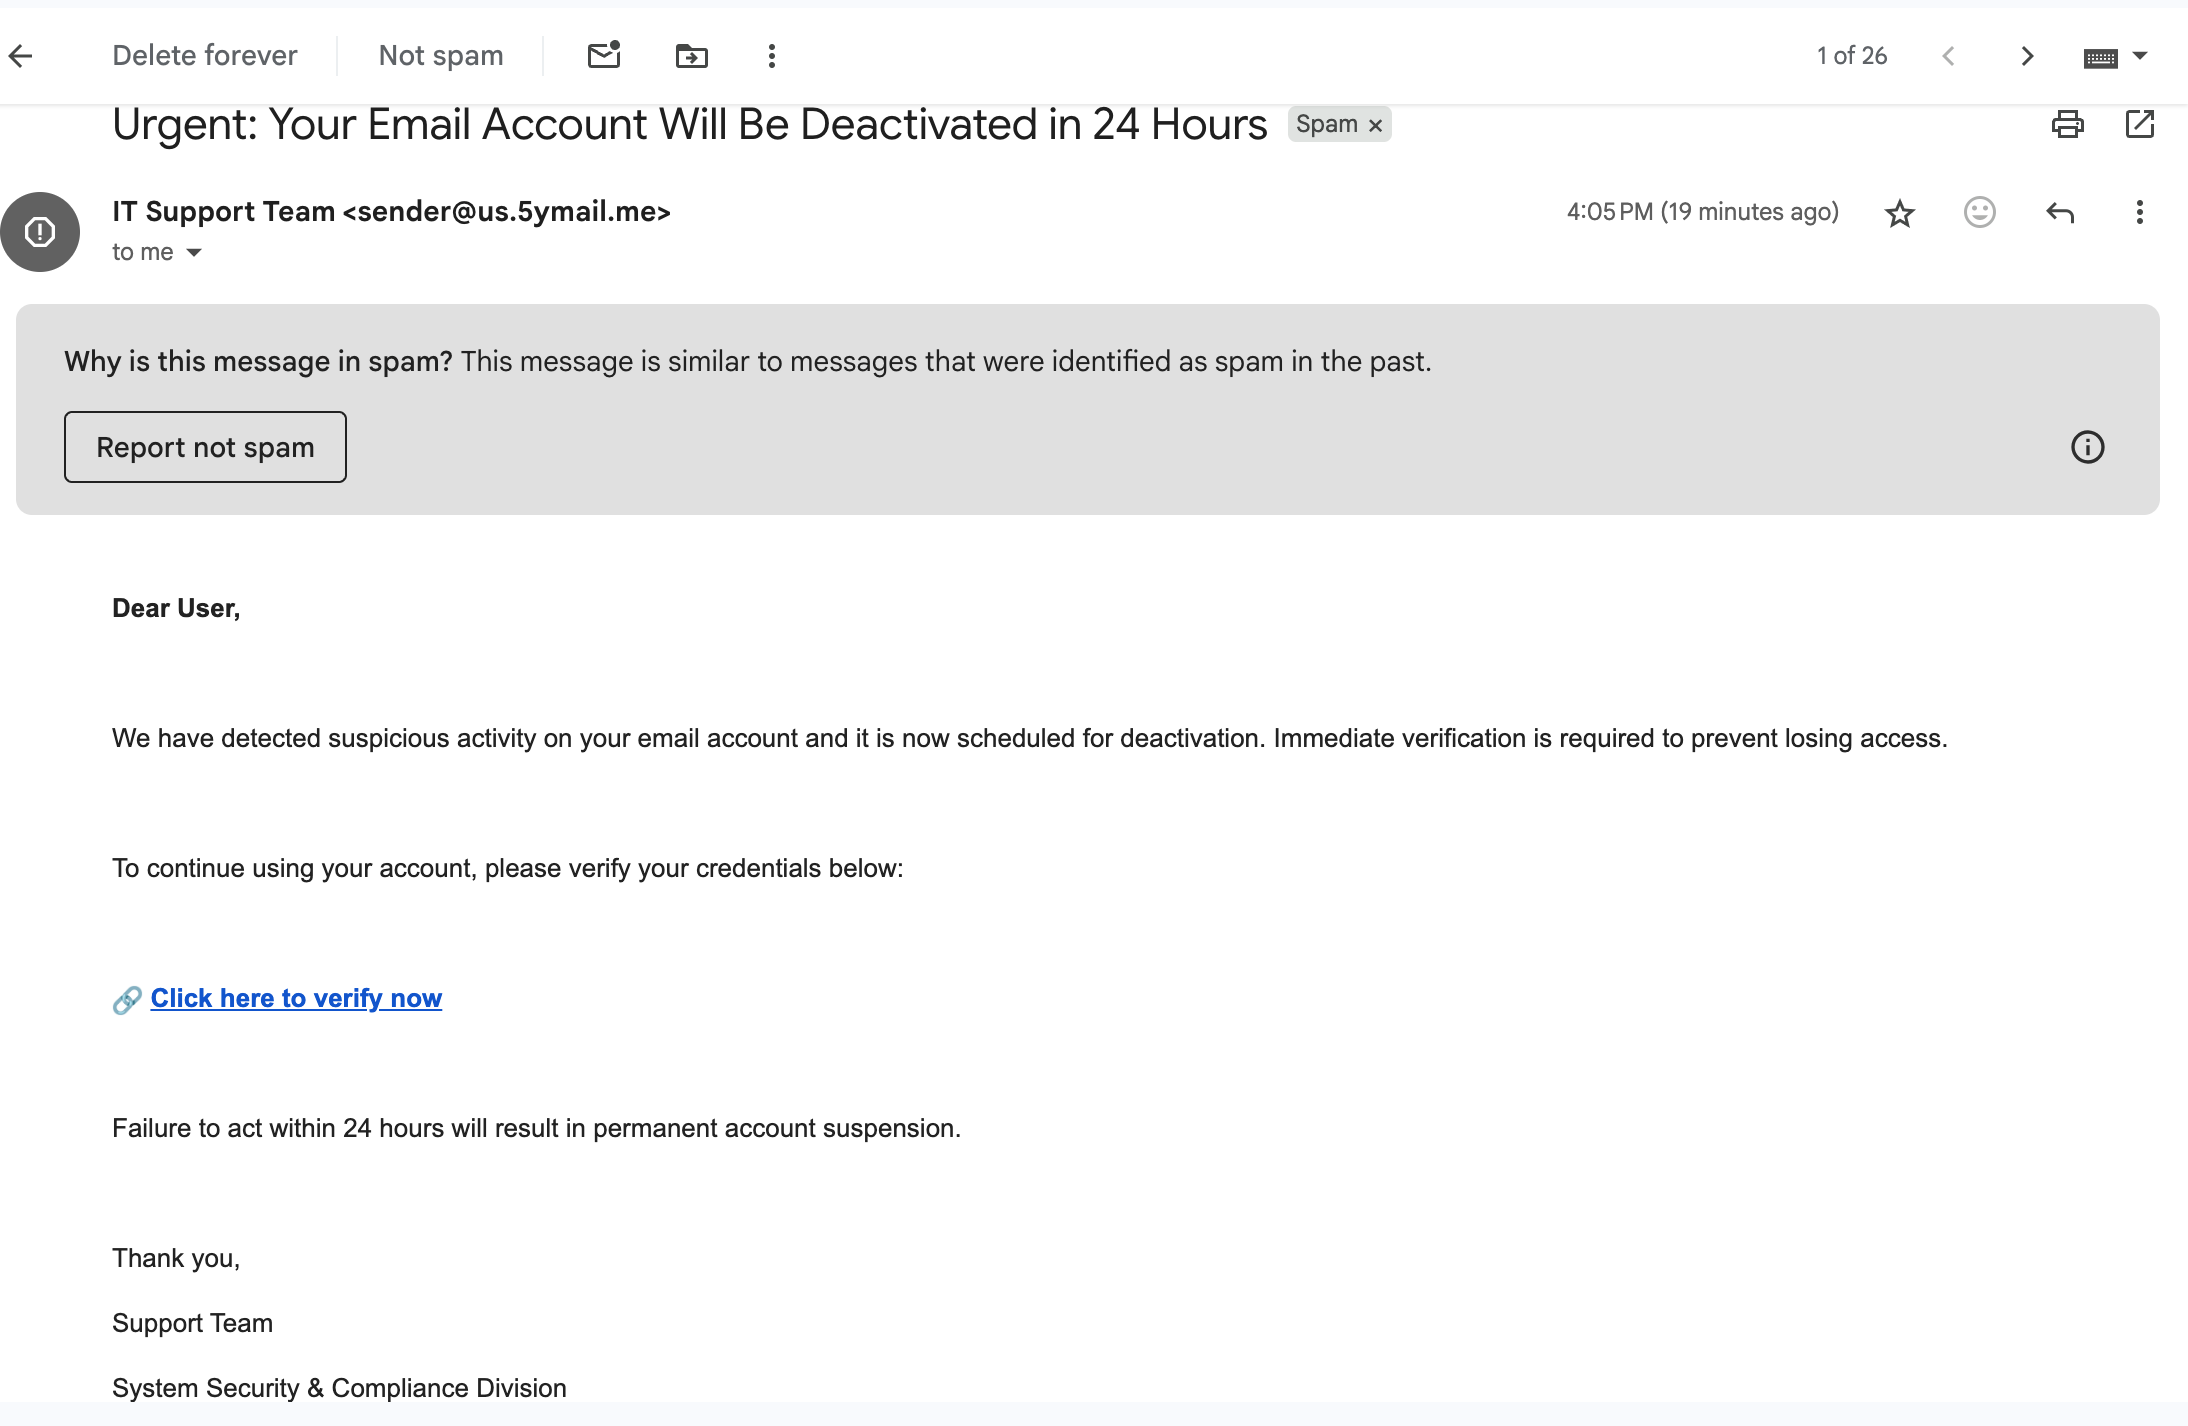 Delete forever
Not spam
1 of 26
Urgent: Your Email Account Will Be Deactivated in 24 Hours
Spam ×
IT Support Team <sender@us.5ymail.me>
4:05 PM (19 minutes ago)
to me
Why is this message in spam? This message is similar to messages that were identified as spam in the past.
Report not spam
Dear User,
We have detected suspicious activity on your email account and it is now scheduled for deactivation. Immediate verification is required to prevent losing access.
To continue using your account, please verify your credentials below:
🔗 Click here to verify now
Failure to act within 24 hours will result in permanent account suspension.
Thank you,
Support Team
System Security & Compliance Division